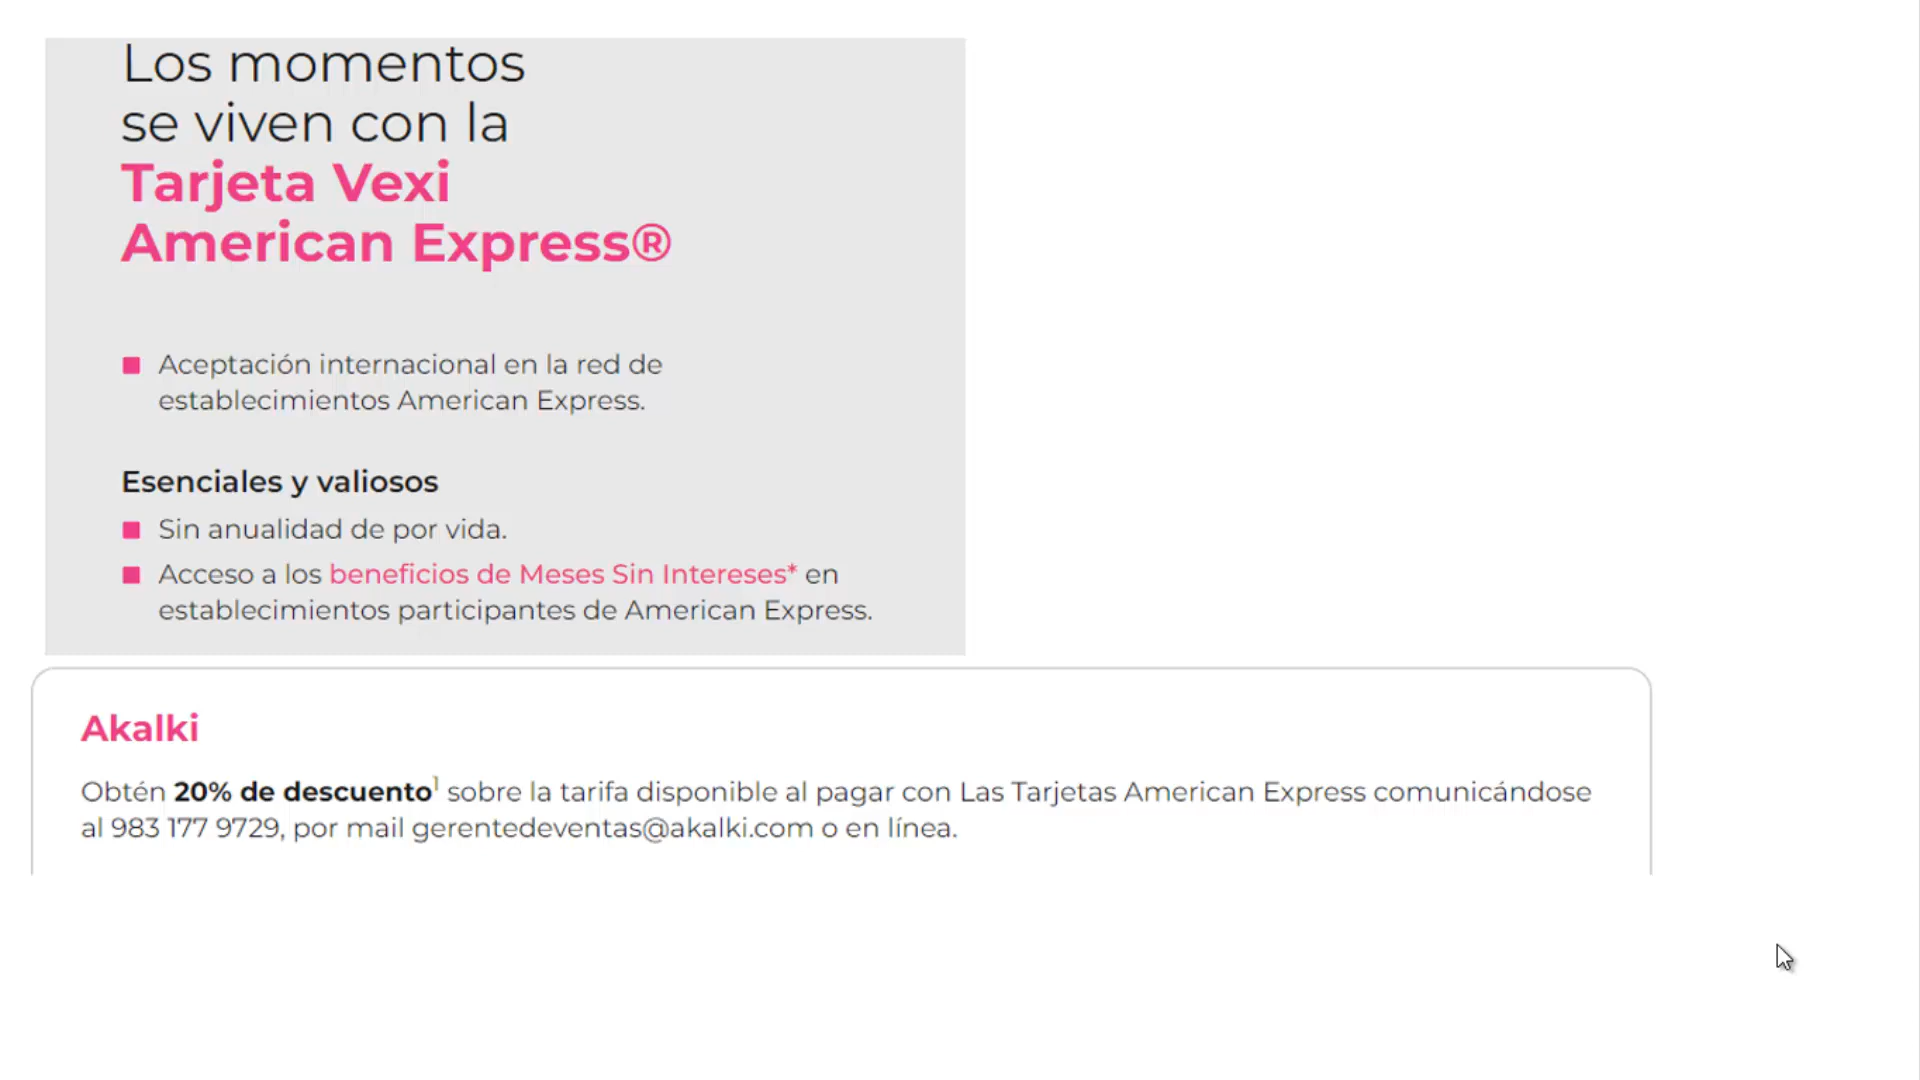 Los momentos
se viven con la
Tarjeta Vexi
American Express®
Aceptación internacional en la red de
establecimientos American Express.
Esenciales y valiosos
Sin anualidad de por vida.
Acceso a los beneficios de Meses Sin Intereses* en
establecimientos participantes de American Express.
Akalki
Obtén 20% de descuento¹ sobre la tarifa disponible al pagar con Las Tarjetas American Express comunicándose
al 983 177 9729, por mail gerentedeventas@akalki.com o en línea.